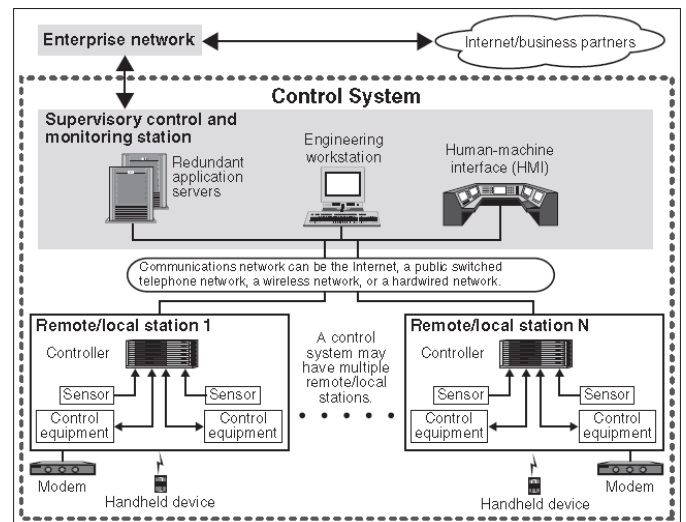 Enterprise network
Internet/business partners
Control System
Supervisory control and
monitoring station
Redundant
application
servers
Engineering
workstation
Human-machine
interface (HMI)
Communications network can be the Internet, a public switched
telephone network, a wireless network, or a hardwired network.
Remote/local station 1
Controller
Sensor
Sensor
Control
equipment
Control
equipment
Modem
Handheld device
A control
system may
have multiple
remote/local
stations.
Remote/local station N
Controller
Sensor
Sensor
Control
equipment
Control
equipment
Handheld device
Modem